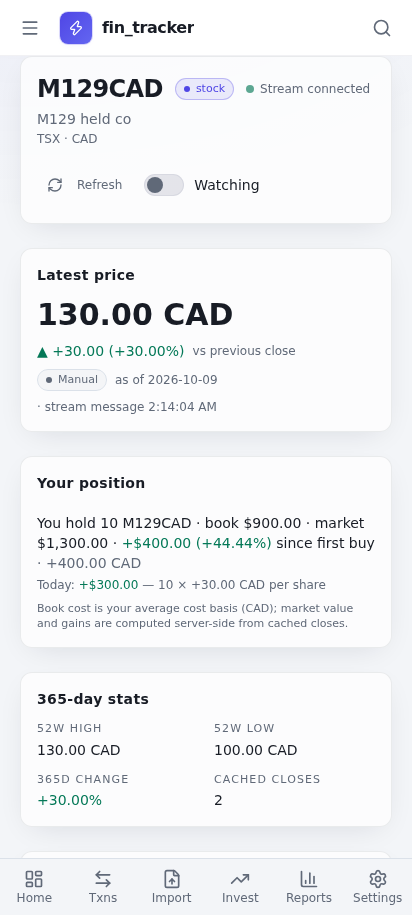 fin_tracker
M129CAD stock Stream connected
M129 held co
TSX · CAD
Refresh Watching
Latest price
130.00 CAD
▲ +30.00 (+30.00%) vs previous close
Manual as of 2026-10-09
· stream message 2:14:04 AM
Your position
You hold 10 M129CAD · book $900.00 · market
$1,300.00 · +$400.00 (+44.44%) since first buy
· +400.00 CAD
Today: +$300.00 — 10 × +30.00 CAD per share
Book cost is your average cost basis (CAD); market value
and gains are computed server-side from cached closes.
365-day stats
52W HIGH 52W LOW
130.00 CAD 100.00 CAD
365D CHANGE CACHED CLOSES
+30.00% 2
Home Txns Import Invest Reports Settings